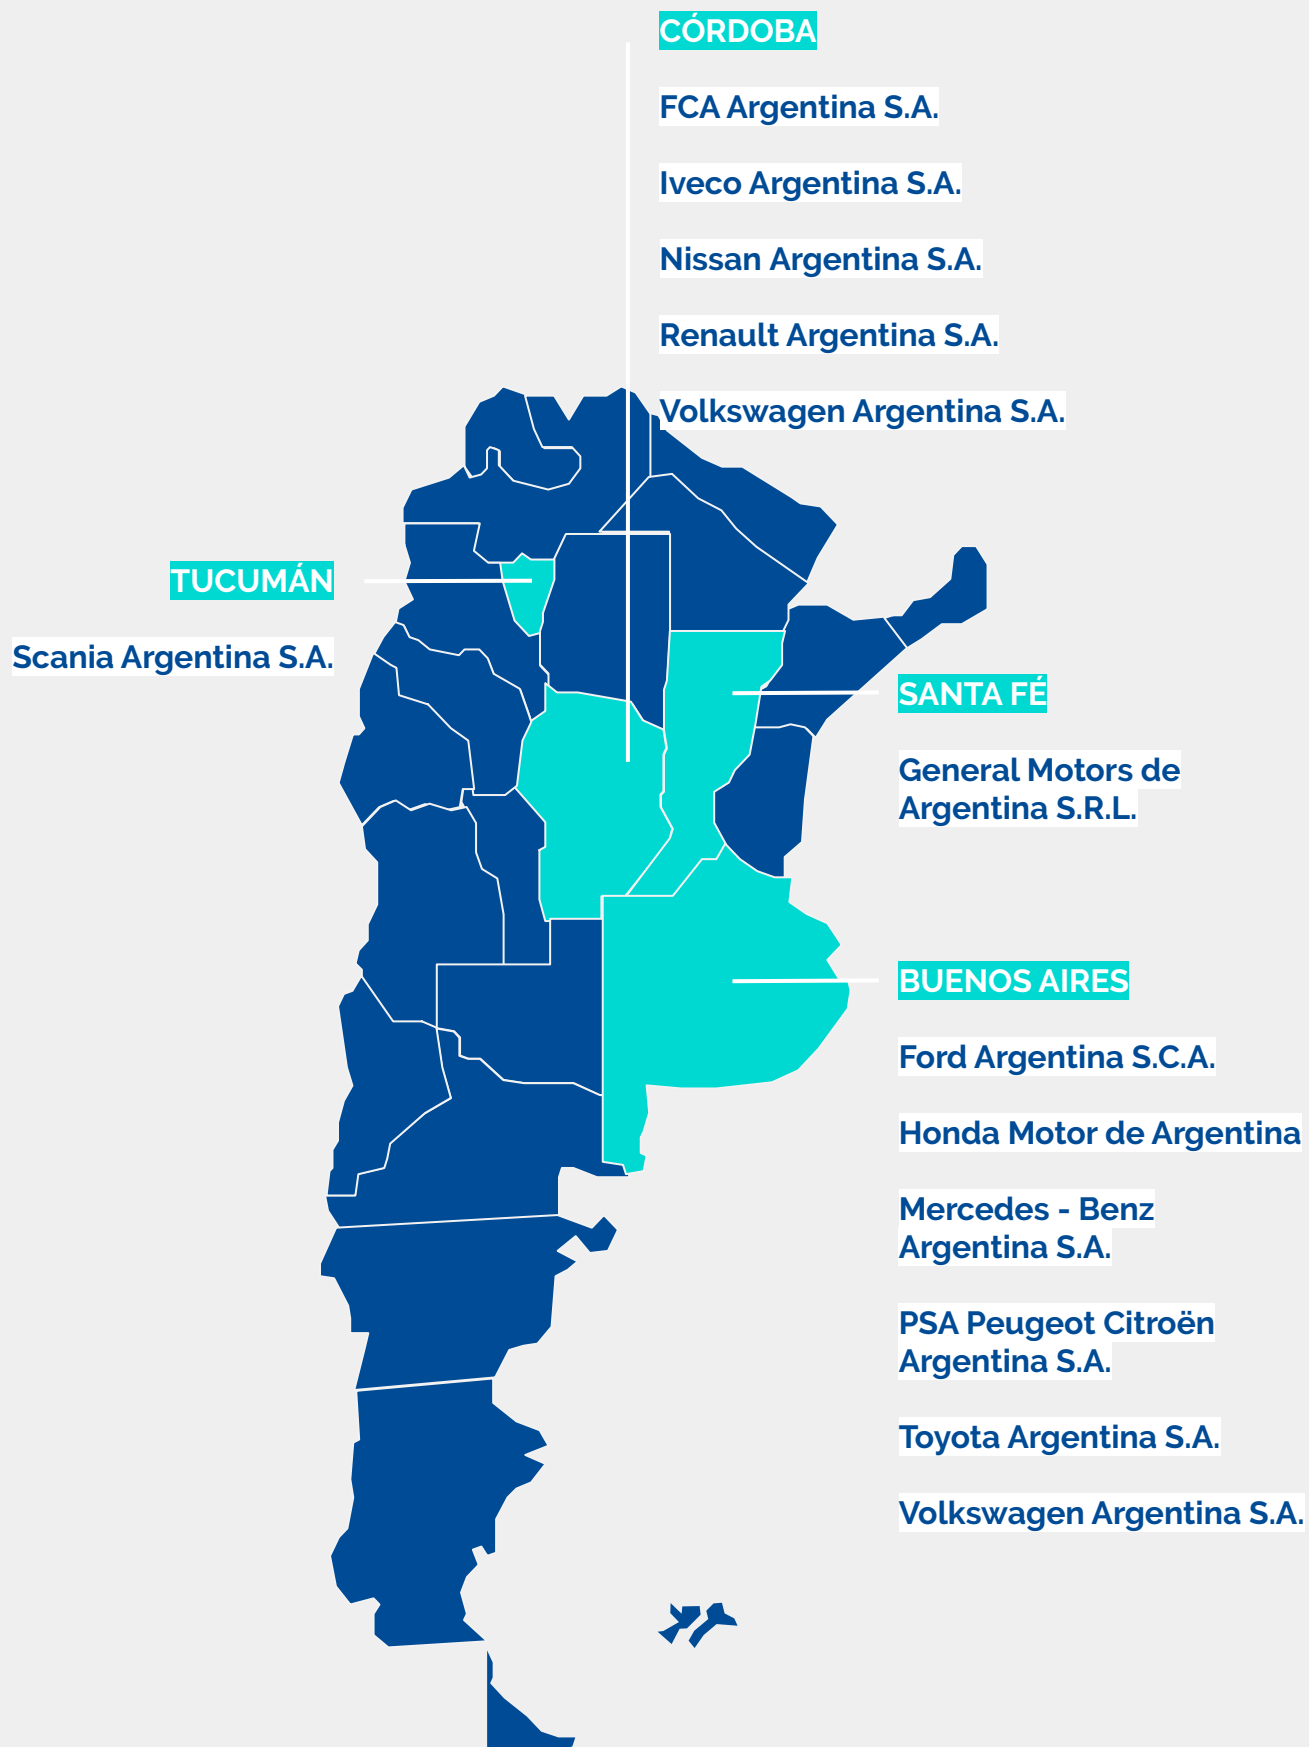 CÓRDOBA
FCA Argentina S.A.
Iveco Argentina S.A.
Nissan Argentina S.A.
Renault Argentina S.A.
Volkswagen Argentina S.A.
TUCUMÁN
Scania Argentina S.A.
SANTA FÉ
General Motors de
Argentina S.R.L.
BUENOS AIRES
Ford Argentina S.C.A.
Honda Motor de Argentina
Mercedes - Benz
Argentina S.A.
PSA Peugeot Citroën
Argentina S.A.
Toyota Argentina S.A.
Volkswagen Argentina S.A.